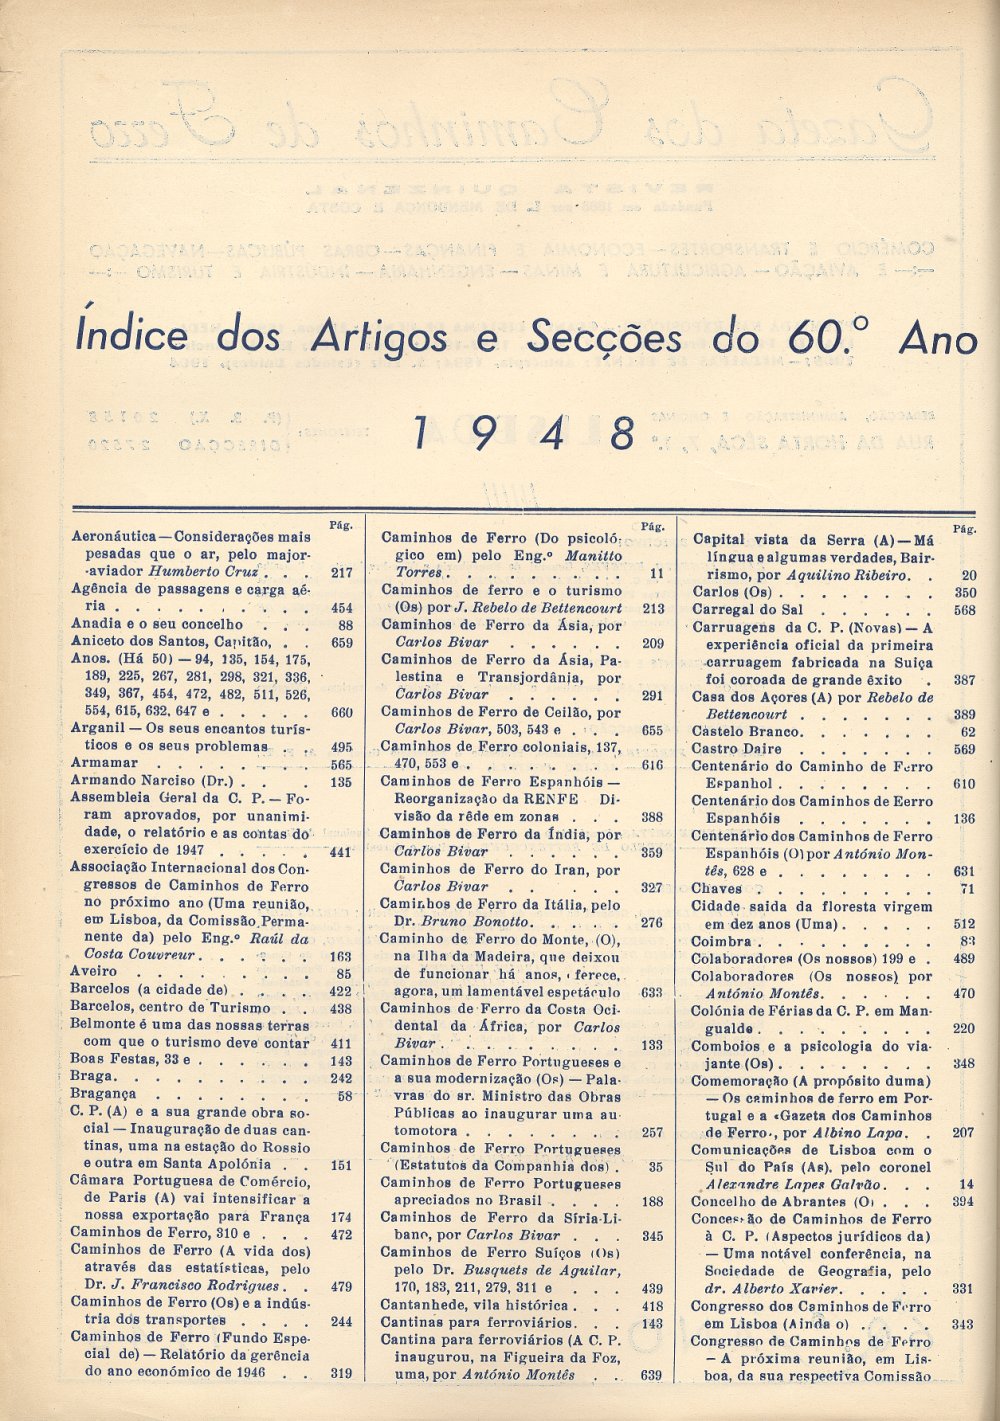 Índice dos Artigos e Secções do 60.º Ano
1948
Pág.
Aeronáutica — Considerações mais
pesadas que o ar, pelo major-
-aviador Humberto Cruz . . . 217
Agência de passagens e carga aé-
ria . . . . . . . . . . 454
Anadia e o seu concelho . . . 88
Aniceto dos Santos, Capitão, . . 659
Anos. (Há 50) — 94, 135, 154, 175,
189, 225, 267, 281, 298, 321, 336,
349, 367, 454, 472, 482, 511, 526,
554, 615, 632, 647 e . . . . . 660
Arganil — Os seus encantos turís-
ticos e os seus problemas . . 495
Armamar . . . . . . . . 565
Armando Narciso (Dr.) . . . . 135
Assembleia Geral da C. P. — Fo-
ram aprovados, por unanimi-
dade, o relatório e as contas do
exercício de 1947 . . . . . 441
Associação Internacional dos Con-
gressos de Caminhos de Ferro
no próximo ano (Uma reunião,
em Lisboa, da Comissão Perma-
nente da) pelo Eng.º Raúl da
Costa Couvreur . . . . . . 163
Aveiro . . . . . . . . 85
Barcelos (a cidade de) . . . . 422
Barcelos, centro de Turismo . . 438
Belmonte é uma das nossas terras
com que o turismo deve contar 411
Boas Festas, 33 e . . . . . . 143
Braga . . . . . . . . . 242
Bragança . . . . . . . . 58
C. P. (A) e a sua grande obra so-
cial — Inauguração de duas can-
tinas, uma na estação do Rossio
e outra em Santa Apolónia . . 151
Câmara Portuguesa de Comércio,
de Paris (A) vai intensificar a
nossa exportação para França 174
Caminhos de Ferro, 310 e . . . 472
Caminhos de Ferro (A vida dos)
através das estatísticas, pelo
Dr. J. Francisco Rodrigues . . 479
Caminhos de Ferro (Os) e a indús-
tria dos transportes . . . . 244
Caminhos de Ferro (Fundo Espe-
cial de) — Relatório da gerência
do ano económico de 1946 . . 319
Pág.
Caminhos de Ferro (Do psicoló-
gico em) pelo Eng.º Manitto
Torres . . . . . . . . . 11
Caminhos de ferro e o turismo
(Os) por J. Rebelo de Bettencourt 213
Caminhos de Ferro da Ásia, por
Carlos Bivar . . . . . . 209
Caminhos de Ferro da Ásia, Pa-
lestina e Transjordânia, por
Carlos Bivar . . . . . . 291
Caminhos de Ferro de Ceilão, por
Carlos Bivar, 503, 543 e . . . 655
Caminhos de Ferro coloniais, 137,
470, 553 e . . . . . . . . 616
Caminhos de Ferro Espanhóis —
Reorganização da RENFE Di-
visão da rêde em zonas . . . 388
Caminhos de Ferro da Índia, por
Carlos Bivar . . . . . . 359
Caminhos de Ferro do Iran, por
Carlos Bivar . . . . . . 327
Caminhos de Ferro da Itália, pelo
Dr. Bruno Bonotto . . . . . 276
Caminho de Ferro do Monte, (O),
na Ilha da Madeira, que deixou
de funcionar há anos, ferece,
agora, um lamentável espetáculo 633
Caminhos de Ferro da Costa Oci-
dental da África, por Carlos
Bivar . . . . . . . . . 133
Caminhos de Ferro Portugueses e
a sua modernização (Os) — Pala-
vras do sr. Ministro das Obras
Públicas ao inaugurar uma au-
tomotora . . . . . . . . 257
Caminhos de Ferro Portugueses
(Estatutos da Companhia dos) . 35
Caminhos de Ferro Portugueses
apreciados no Brasil . . . . 188
Caminhos de Ferro da Síria-Lí-
bano, por Carlos Bivar . . . 345
Caminhos de Ferro Suíços (Os)
pelo Dr. Busquets de Aguilar,
170, 183, 211, 279, 311 e . . . 439
Cantanhede, vila histórica . . . 418
Cantinas para ferroviários . . . 143
Cantina para ferroviários (A C. P.
inaugurou, na Figueira da Foz,
uma, por António Montês . . 639
Pág.
Capital vista da Serra (A) — Má
língua e algumas verdades, Bair-
rismo, por Aquilino Ribeiro . . 20
Carlos (Os) . . . . . . . . 350
Carregal do Sal . . . . . . 568
Carruagens da C. P. (Novas) — A
experiência oficial da primeira
carruagem fabricada na Suiça
foi coroada de grande êxito . 387
Casa dos Açores (A) por Rebelo de
Bettencourt . . . . . . . 389
Castelo Branco . . . . . . . 62
Castro Daire . . . . . . . 569
Centenário do Caminho de Ferro
Espanhol . . . . . . . . 610
Centenário dos Caminhos de Eerro
Espanhóis . . . . . . . 136
Centenário dos Caminhos de Ferro
Espanhóis (O) por António Mon-
tês, 628 e . . . . . . . . 631
Chaves . . . . . . . . . 71
Cidade saida da floresta virgem
em dez anos (Uma) . . . . . 512
Coimbra . . . . . . . . . 83
Colaboradores (Os nossos) 199 e . 489
Colaboradores (Os nossos) por
António Montês . . . . . . 470
Colónia de Férias da C. P. em Man-
gualde . . . . . . . . . 220
Comboios e a psicologia do via-
jante (Os) . . . . . . . . 348
Comemoração (A propósito duma)
— Os caminhos de ferro em Por-
tugal e a «Gazeta dos Caminhos
de Ferro», por Albino Lapa . . 207
Comunicações de Lisboa com o
Sul do País (As), pelo coronel
Alexandre Lopes Galvão . . . 14
Concelho de Abrantes (O) . . . 394
Concessão de Caminhos de Ferro
à C. P. (Aspectos jurídicos da)
— Uma notável conferência, na
Sociedade de Geografia, pelo
dr. Alberto Xavier . . . . . 331
Congresso dos Caminhos de Ferro
em Lisboa (Ainda o) . . . . 343
Congresso de Caminhos de Ferro
— A próxima reunião, em Lis-
boa, da sua respectiva Comissão